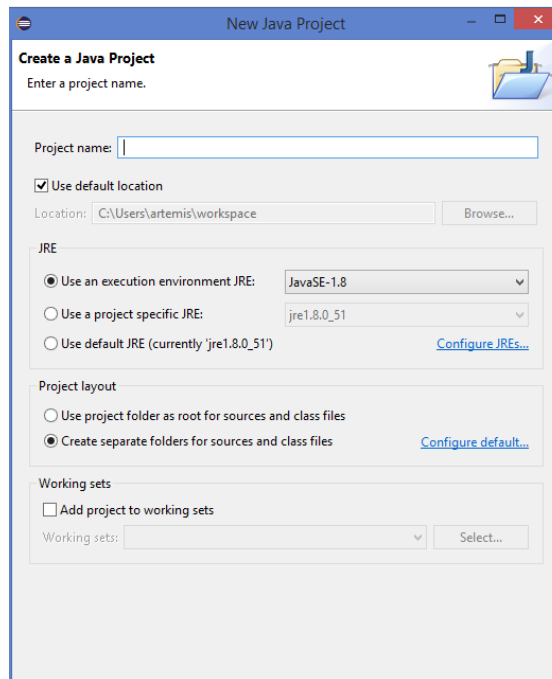 New Java Project
Create a Java Project
Enter a project name.
Project name:
Use default location
Location: C:\Users\artemis\workspace Browse...
JRE
Use an execution environment JRE: JavaSE-1.8
Use a project specific JRE: jre1.8.0_51
Use default JRE (currently 'jre1.8.0_51') Configure JREs...
Project layout
Use project folder as root for sources and class files
Create separate folders for sources and class files Configure default...
Working sets
Add project to working sets
Working sets: Select...